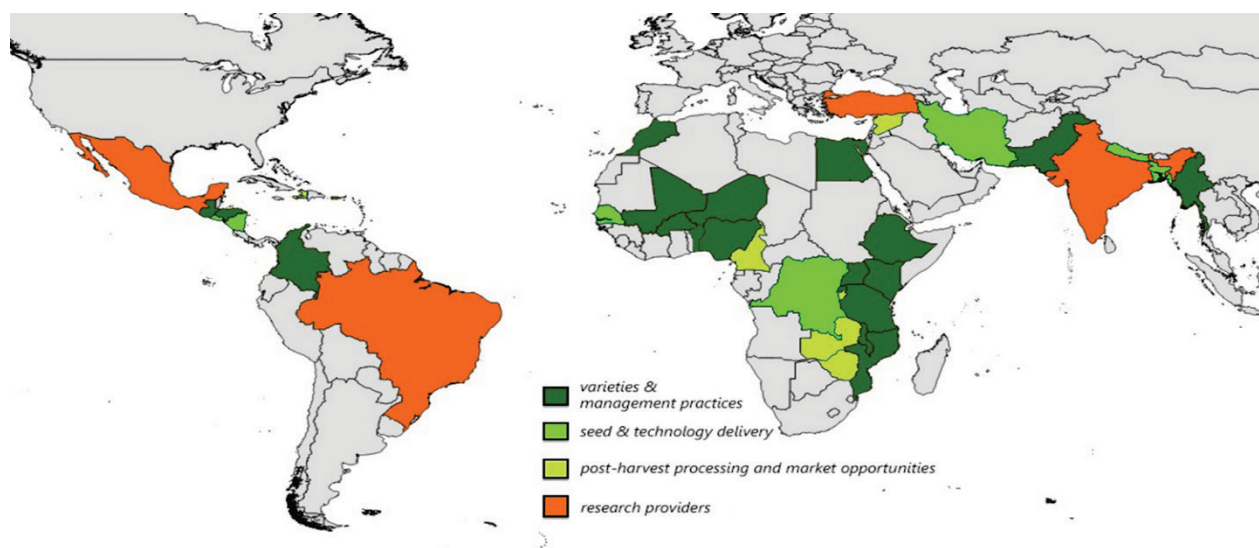 varieties &
management practices
seed & technology delivery
post-harvest processing and market opportunities
research providers